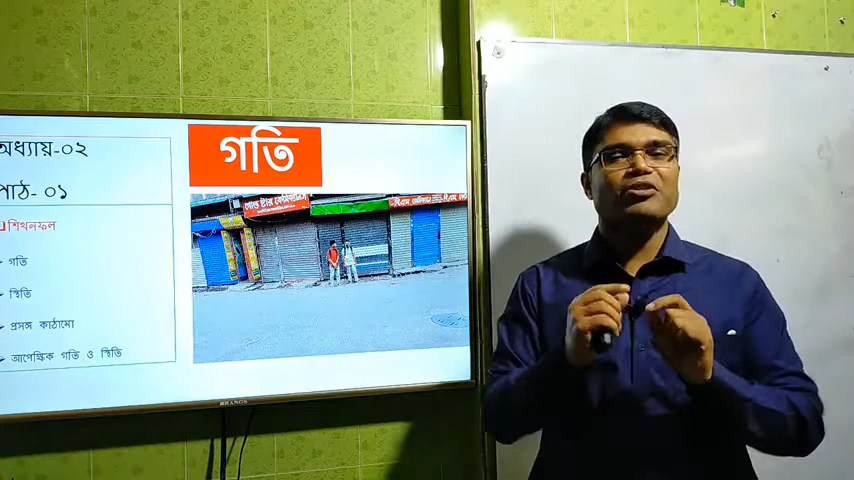 অধ্যায়-০২
পাঠ- ০১
শিখনফল
গতি
স্থিতি
প্রসঙ্গ কাঠামো
আপেক্ষিক গতি ও স্থিতি
গতি